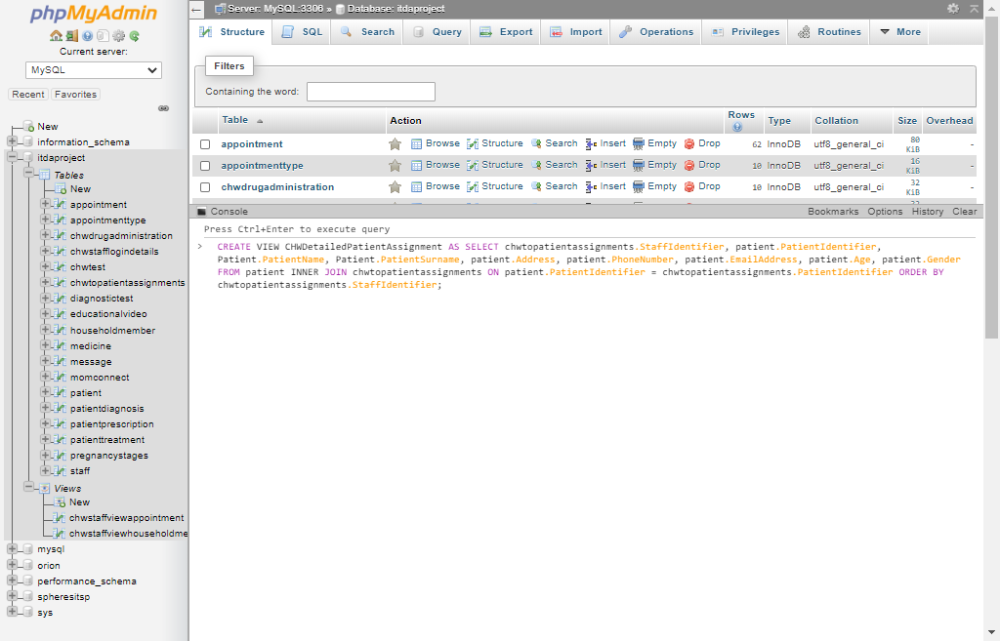 phpMyAdmin
Current server:
MySQL
Recent Favorites
New
information_schema
itdaproject
Tables
New
appointment
appointmenttype
chwdrugadministration
chwstafflogindetails
chwtest
chwtopatientassignments
diagnostictest
educationalvideo
householdmember
medicine
message
momconnect
patient
patientdiagnosis
patientprescription
patienttreatment
pregnancystages
staff
Views
New
chwstaffviewappointment
chwstaffviewhouseholdme
mysql
orion
performance_schema
spheresitsp
sys
Server: MySQL:3306 » Database: itdaproject
Structure SQL Search Query Export Import Operations Privileges Routines More
Filters
Containing the word:
Table Action Rows Type Collation Size Overhead
appointment Browse Structure Search Insert Empty Drop 62 InnoDB utf8_general_ci 80 KiB -
appointmenttype Browse Structure Search Insert Empty Drop 10 InnoDB utf8_general_ci 16 KiB -
chwdrugadministration Browse Structure Search Insert Empty Drop 10 InnoDB utf8_general_ci 32 KiB -
Console Bookmarks Options History Clear
Press Ctrl+Enter to execute query
> CREATE VIEW CHWDetailedPatientAssignment AS SELECT chwtopatientassignments.StaffIdentifier, patient.PatientIdentifier,
Patient.PatientName, Patient.PatientSurname, patient.Address, patient.PhoneNumber, patient.EmailAddress, patient.Age, patient.Gender
FROM patient INNER JOIN chwtopatientassignments ON patient.PatientIdentifier = chwtopatientassignments.PatientIdentifier ORDER BY
chwtopatientassignments.StaffIdentifier;